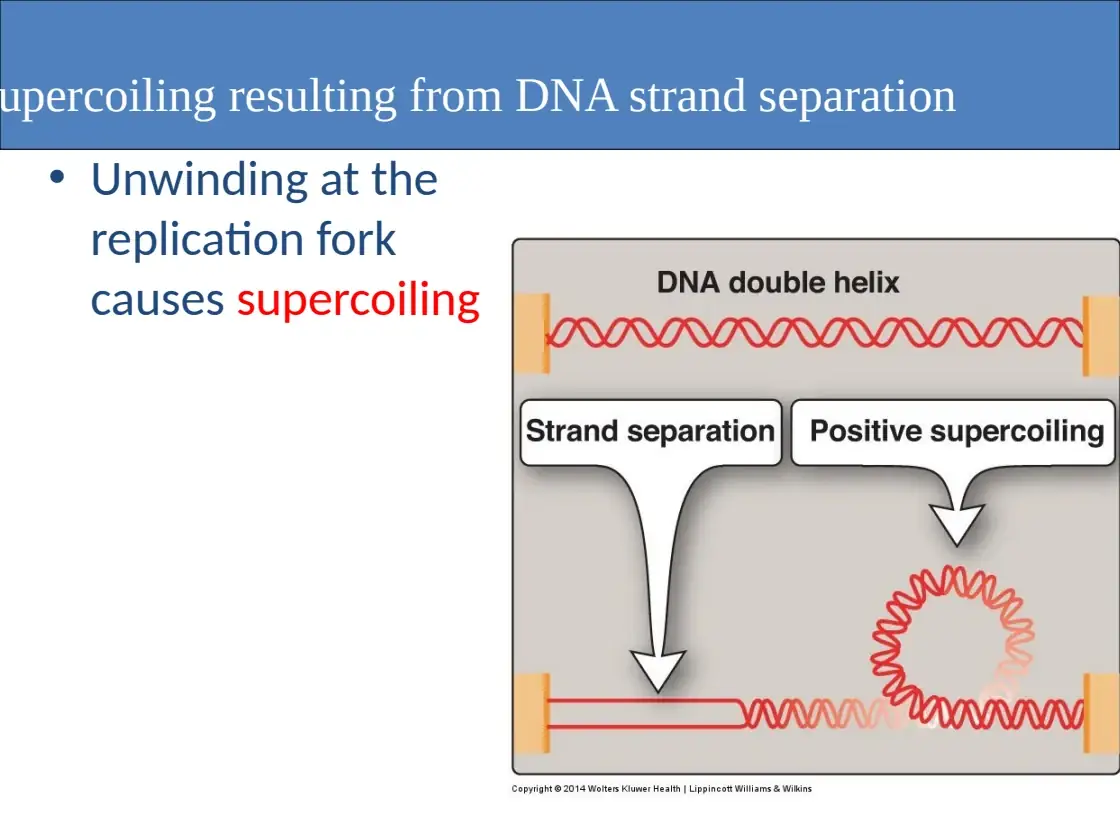 upercoiling resulting from DNA strand separation
• Unwinding at the
replication fork
causes supercoiling
DNA double helix
Strand separation
Positive supercoiling
Copyright © 2014 Wolters Kluwer Health | Lippincott Williams & Wilkins